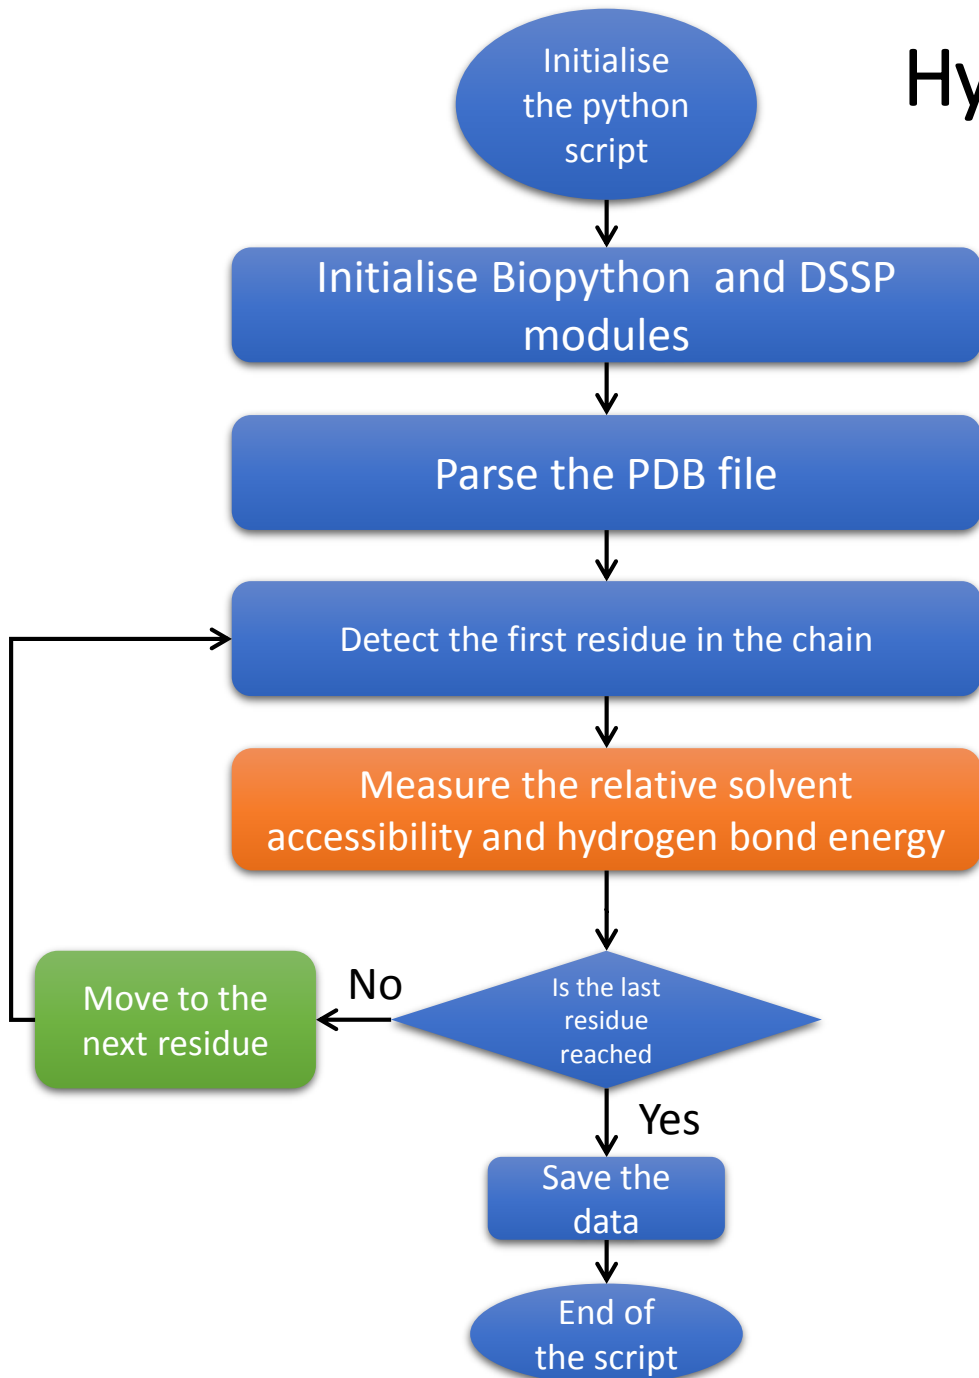 Initialise
the python
script
Hy
Initialise Biopython and DSSP
modules
Parse the PDB file
Detect the first residue in the chain
Measure the relative solvent
accessibility and hydrogen bond energy
Is the last
residue
reached
No
Move to the
next residue
Yes
Save the
data
End of
the script